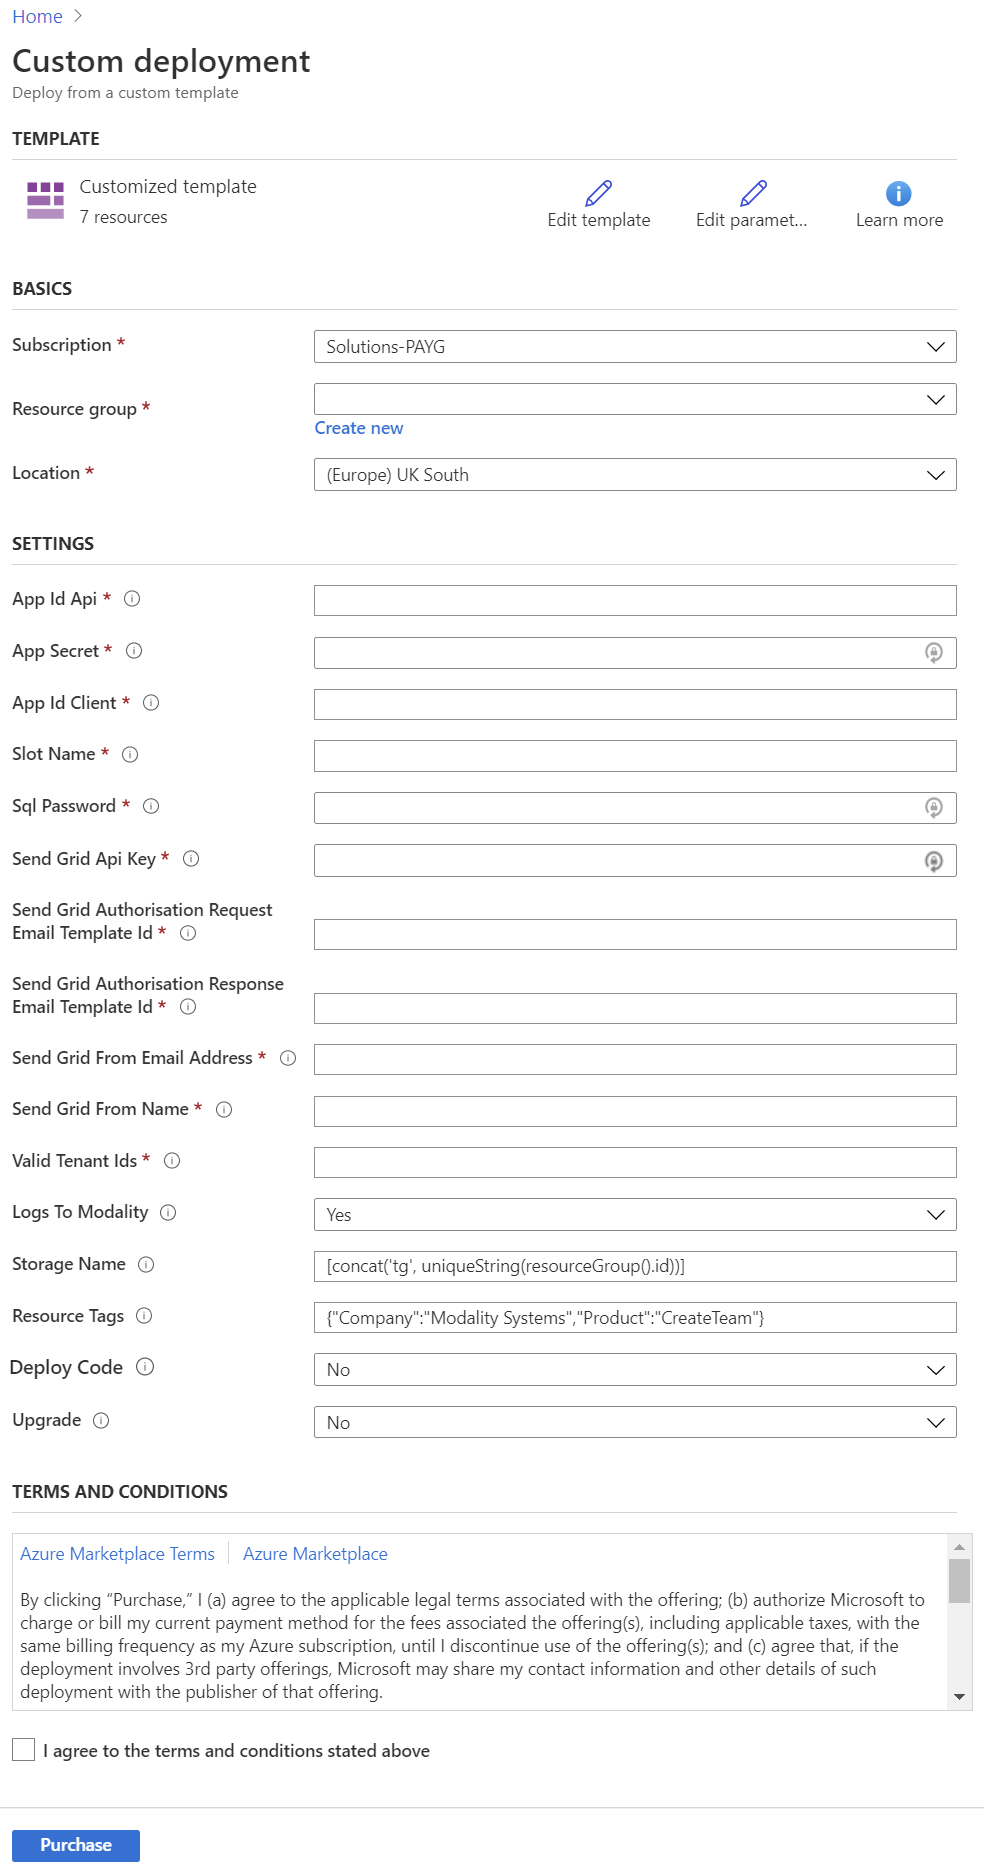 Home >
Custom deployment
Deploy from a custom template
TEMPLATE
Customized template
7 resources
Edit template
Edit paramet...
Learn more
BASICS
Subscription *
Solutions-PAYG
Resource group *
Create new
Location *
(Europe) UK South
SETTINGS
App Id Api *
App Secret *
App Id Client *
Slot Name *
Sql Password *
Send Grid Api Key *
Send Grid Authorisation Request
Email Template Id *
Send Grid Authorisation Response
Email Template Id *
Send Grid From Email Address *
Send Grid From Name *
Valid Tenant Ids *
Logs To Modality
Yes
Storage Name
[concat('tg', uniqueString(resourceGroup().id))]
Resource Tags
{"Company":"Modality Systems","Product":"CreateTeam"}
Deploy Code
No
Upgrade
No
TERMS AND CONDITIONS
Azure Marketplace Terms | Azure Marketplace
By clicking “Purchase,” I (a) agree to the applicable legal terms associated with the offering; (b) authorize Microsoft to
charge or bill my current payment method for the fees associated the offering(s), including applicable taxes, with the
same billing frequency as my Azure subscription, until I discontinue use of the offering(s); and (c) agree that, if the
deployment involves 3rd party offerings, Microsoft may share my contact information and other details of such
deployment with the publisher of that offering.
I agree to the terms and conditions stated above
Purchase